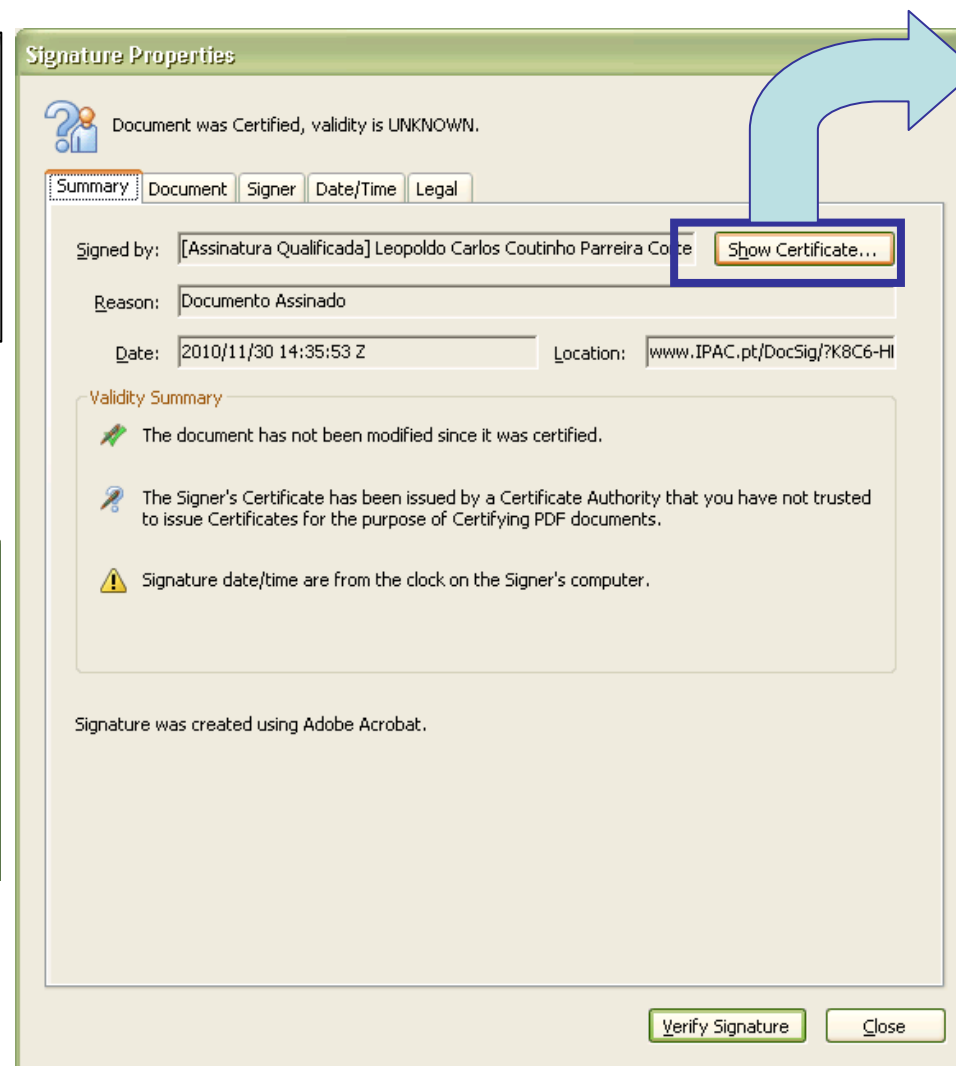 Signature Properties
Document was Certified, validity is UNKNOWN.
Summary Document Signer Date/Time Legal
Signed by: [Assinatura Qualificada] Leopoldo Carlos Coutinho Parreira Show Certificate...
Reason: Documento Assinado
Date: 2010/11/30 14:35:53 Z Location: www.IPAC.pt/DocSig/?K8C6-HI
Validity Summary
The document has not been modified since it was certified.
The Signer's Certificate has been issued by a Certificate Authority that you have not trusted
to issue Certificates for the purpose of Certifying PDF documents.
Signature date/time are from the clock on the Signer's computer.
Signature was created using Adobe Acrobat.
Verify Signature Close